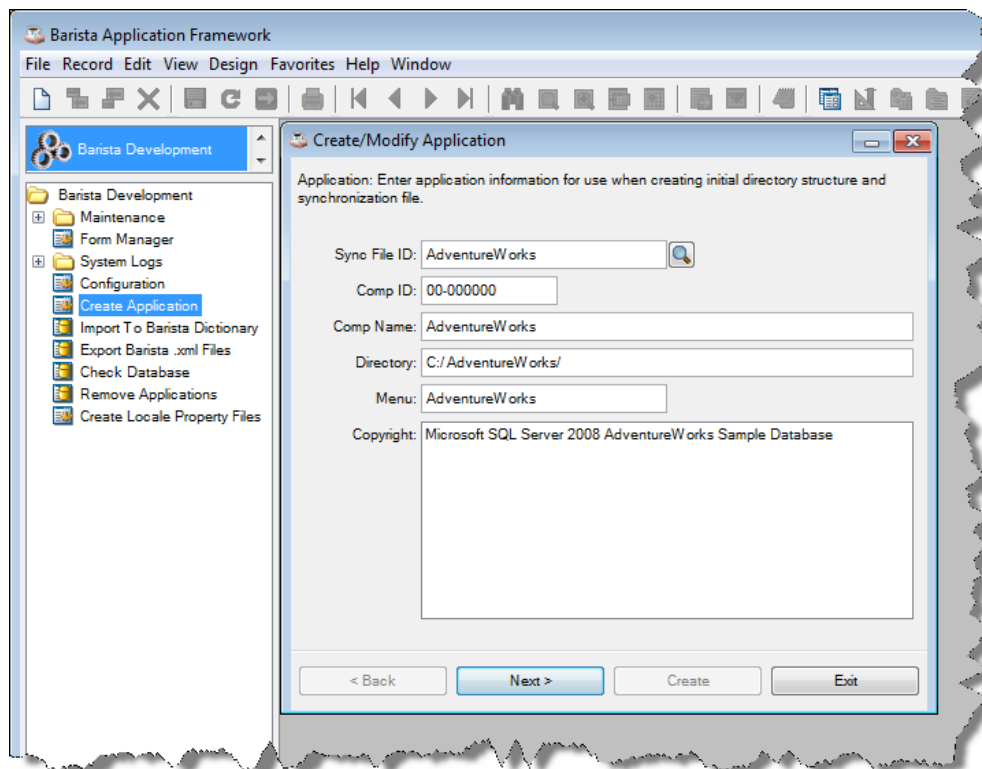 Barista Application Framework
File Record Edit View Design Favorites Help Window
Barista Development
Barista Development
Maintenance
Form Manager
System Logs
Configuration
Create Application
Import To Barista Dictionary
Export Barista .xml Files
Check Database
Remove Applications
Create Locale Property Files
Create/Modify Application
Application: Enter application information for use when creating initial directory structure and
synchronization file.
Sync File ID: AdventureWorks
Comp ID: 00-000000
Comp Name: AdventureWorks
Directory: C:/AdventureWorks/
Menu: AdventureWorks
Copyright: Microsoft SQL Server 2008 AdventureWorks Sample Database
< Back Next > Create Exit